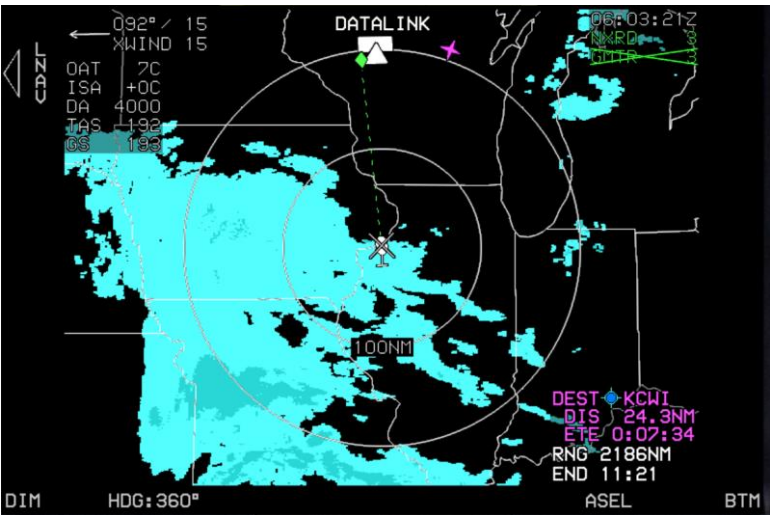 092° / 15
XWIND 15
LNAV
OAT 7C
ISA +0C
DA 4000
TAS 192
GS 193
DATALINK
06:03:21Z
NXRD 3
100NM
DEST KCWI
DIS 24.3NM
ETE 0:07:34
RNG 2186NM
END 11:21
DIM
HDG:360°
ASEL
BTM